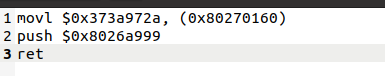 1 movl $0x373a972a, (0x80270160)
2 push $0x8026a999
3 ret